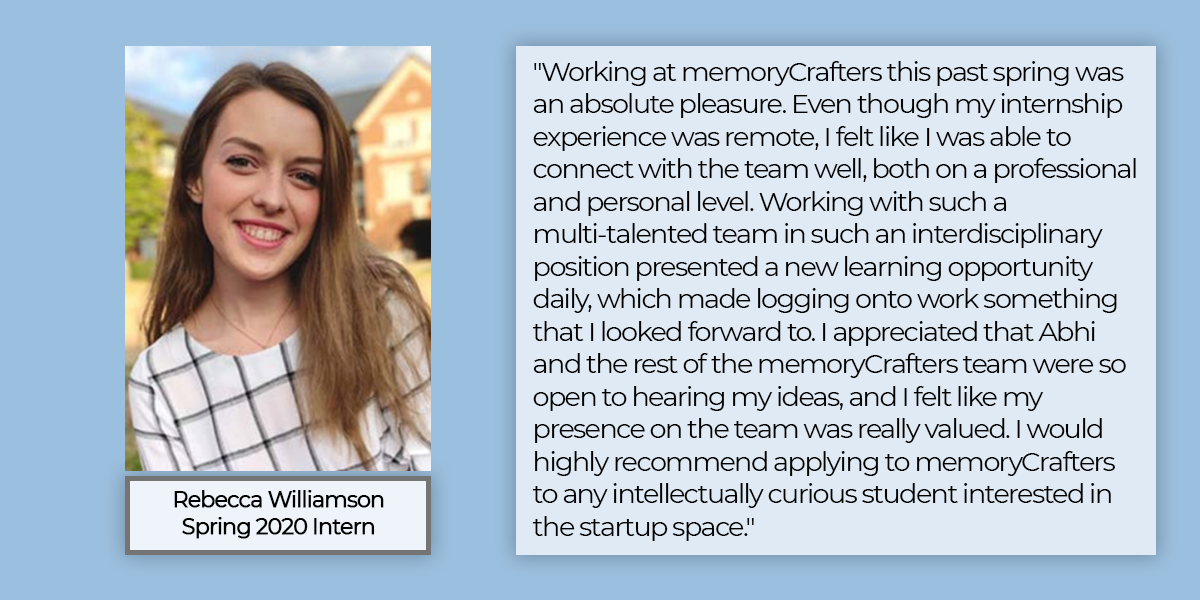 "Working at memoryCrafters this past spring was
an absolute pleasure. Even though my internship
experience was remote, I felt like I was able to
connect with the team well, both on a professional
and personal level. Working with such a
multi-talented team in such an interdisciplinary
position presented a new learning opportunity
daily, which made logging onto work something
that I looked forward to. I appreciated that Abhi
and the rest of the memoryCrafters team were so
open to hearing my ideas, and I felt like my
presence on the team was really valued. I would
highly recommend applying to memoryCrafters
to any intellectually curious student interested in
the startup space."
Rebecca Williamson
Spring 2020 Intern